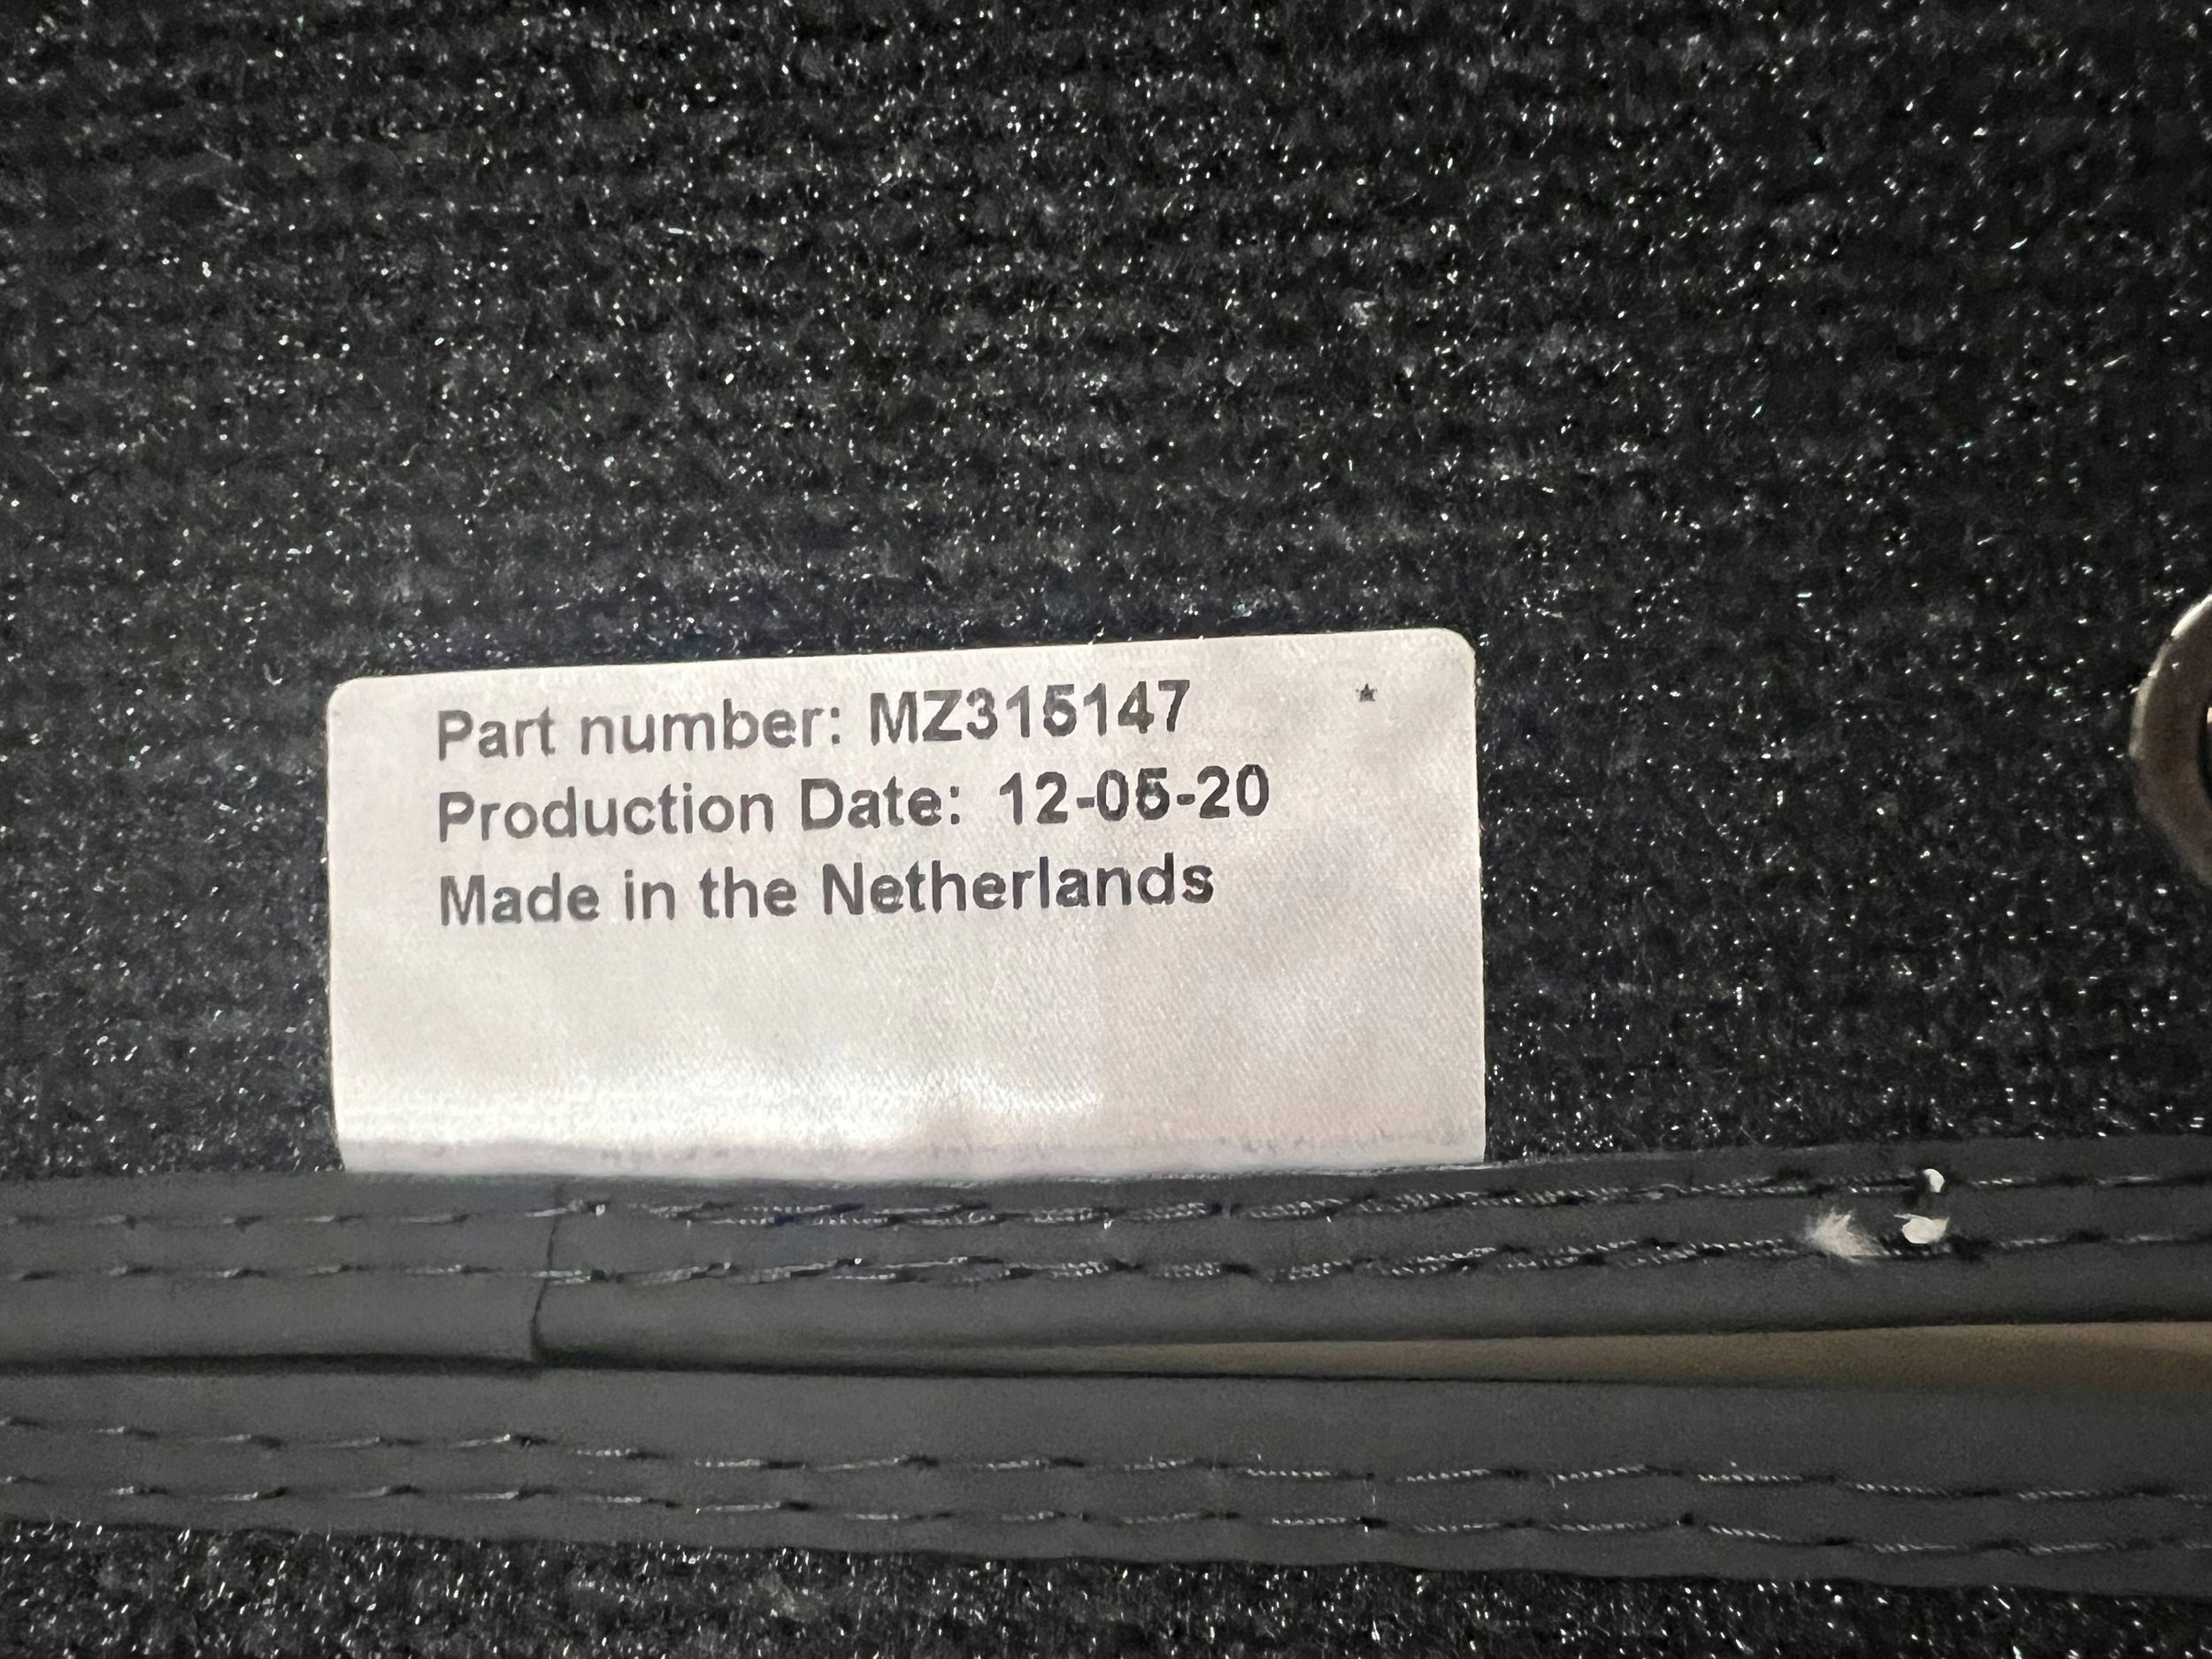 Part number: MZ315147
Production Date: 12-05-20
Made in the Netherlands